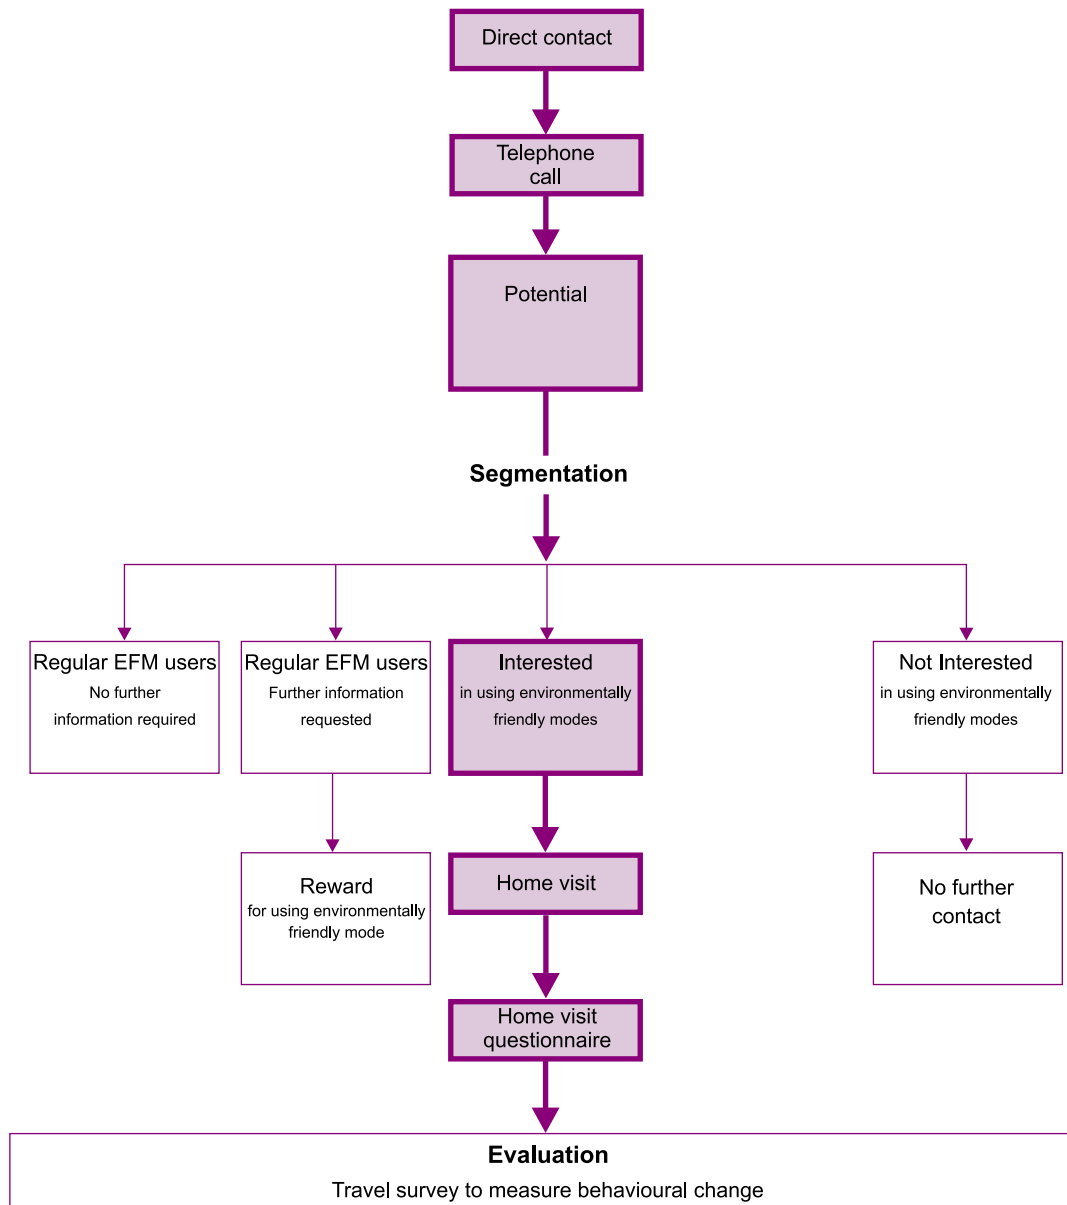 Direct contact
Telephone
call
Potential
Segmentation
Regular EFM users
No further
information required
Regular EFM users
Further information
requested
Interested
in using environmentally
friendly modes
Not Interested
in using environmentally
friendly modes
Reward
for using environmentally
friendly mode
Home visit
No further
contact
Home visit
questionnaire
Evaluation
Travel survey to measure behavioural change